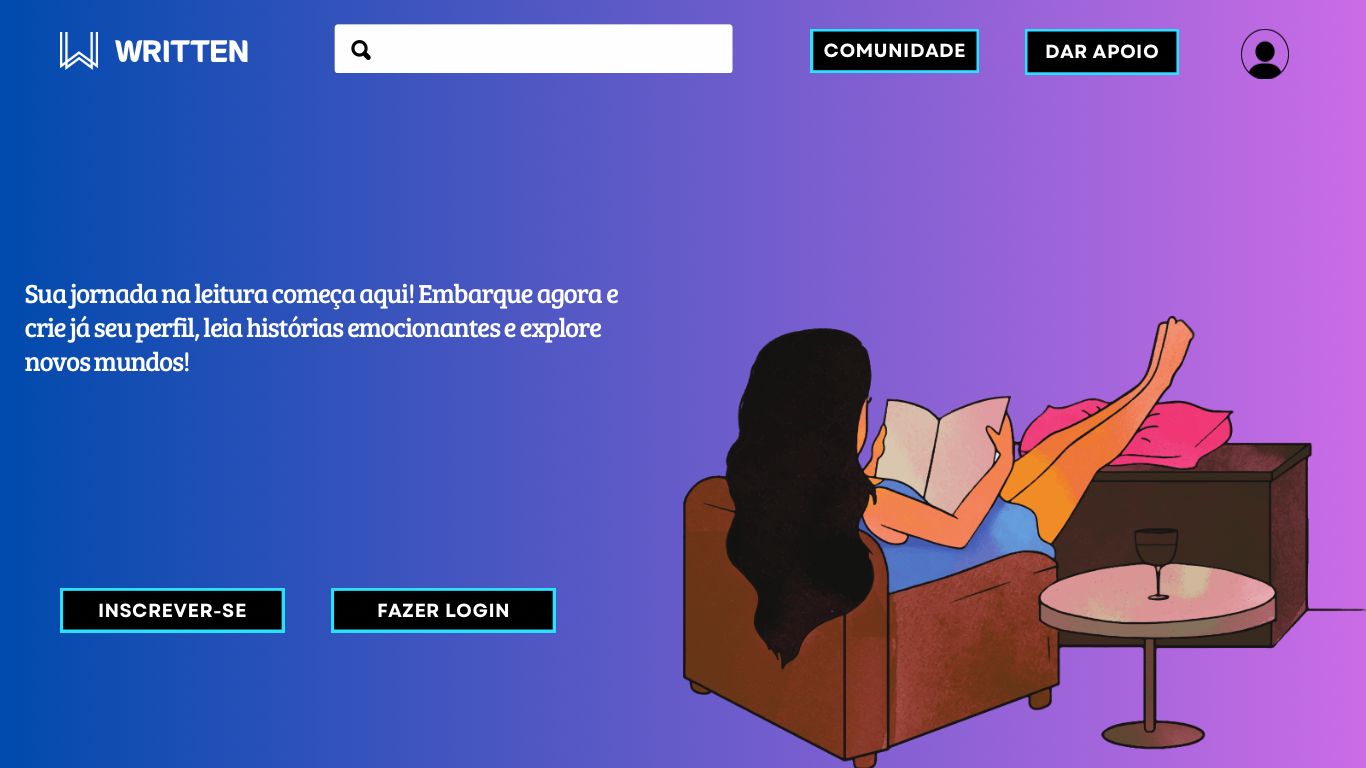 WRITTEN
COMUNIDADE
DAR APOIO
Sua jornada na leitura começa aqui! Embarque agora e
crie já seu perfil, leia histórias emocionantes e explore
novos mundos!
INSCREVER-SE
FAZER LOGIN